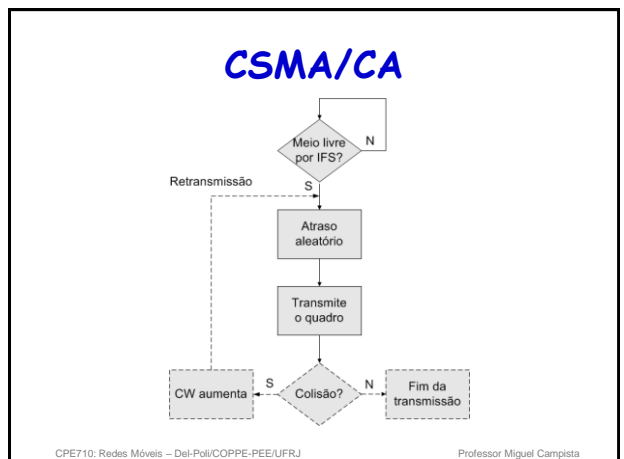 CSMA/CA
Meio livre
por IFS?
N
Retransmissão
S
Atraso
aleatório
Transmite
o quadro
CW aumenta
S
Colisão?
N
Fim da
transmissão
CPE710: Redes Móveis – Del-Poli/COPPE-PEE/UFRJ
Professor Miguel Campista